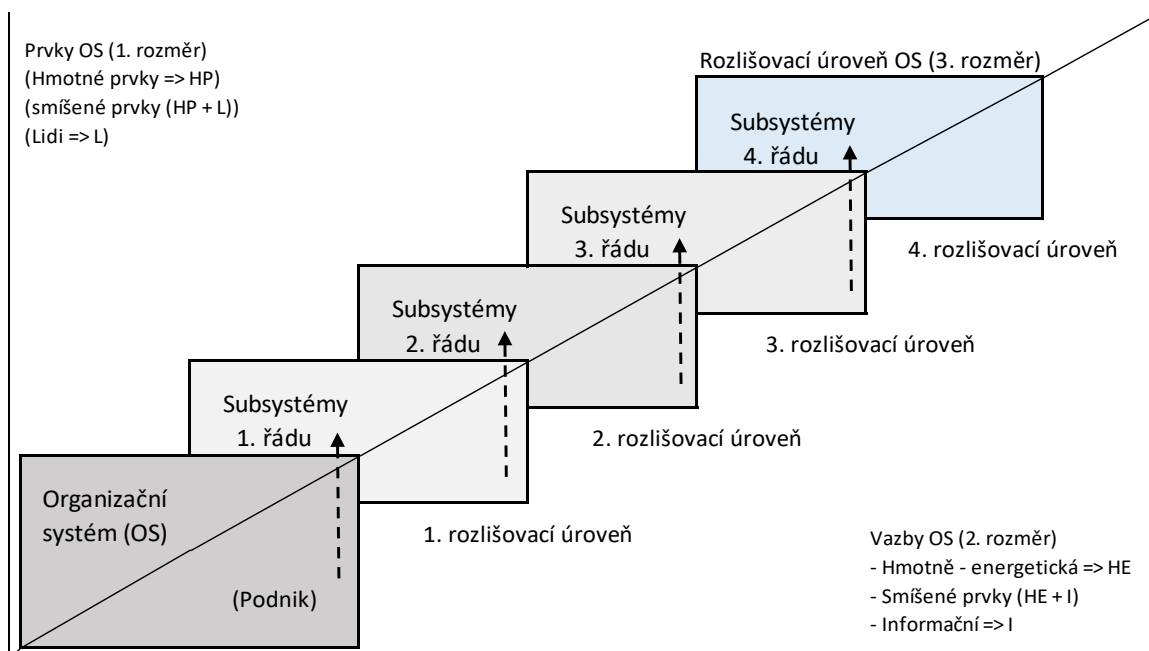 Prvky OS (1. rozměr)
(Hmotné prvky => HP)
(smíšené prvky (HP + L))
(Lidi => L)
Rozlišovací úroveň OS (3. rozměr)
Subsystémy
4. řádu
4. rozlišovací úroveň
Subsystémy
3. řádu
3. rozlišovací úroveň
Subsystémy
2. řádu
2. rozlišovací úroveň
Subsystémy
1. řádu
1. rozlišovací úroveň
Organizační
systém (OS)
(Podnik)
Vazby OS (2. rozměr)
- Hmotně - energetická => HE
- Smíšené prvky (HE + I)
- Informační => I